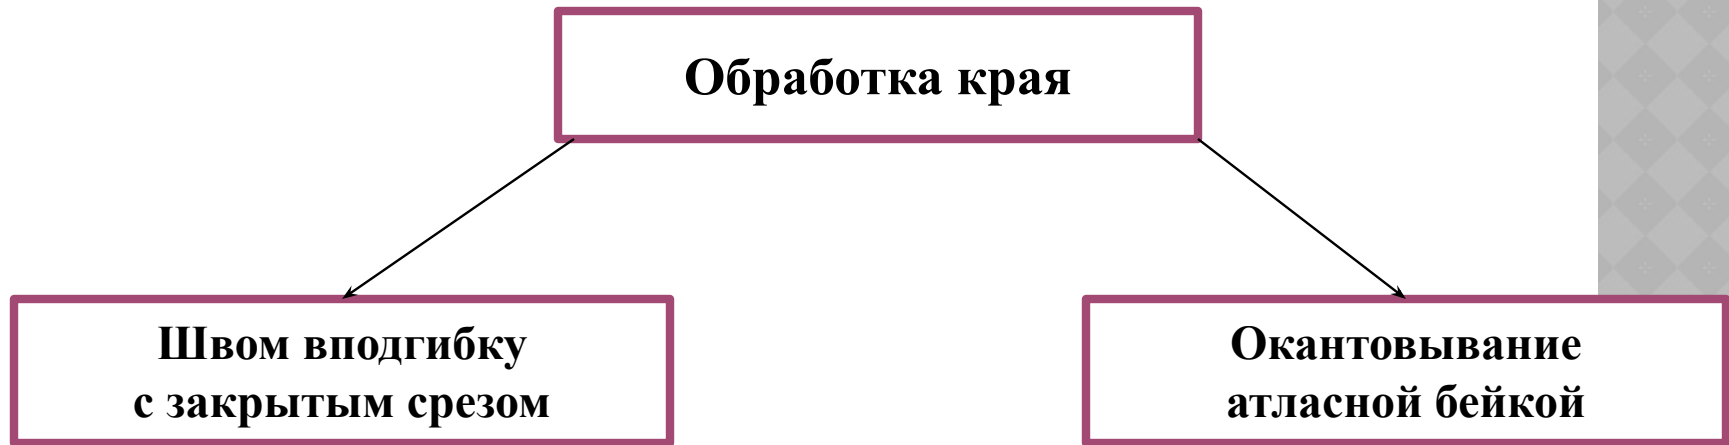 Обработка края
Швом вподгибку
с закрытым срезом
Окантовывание
атласной бейкой